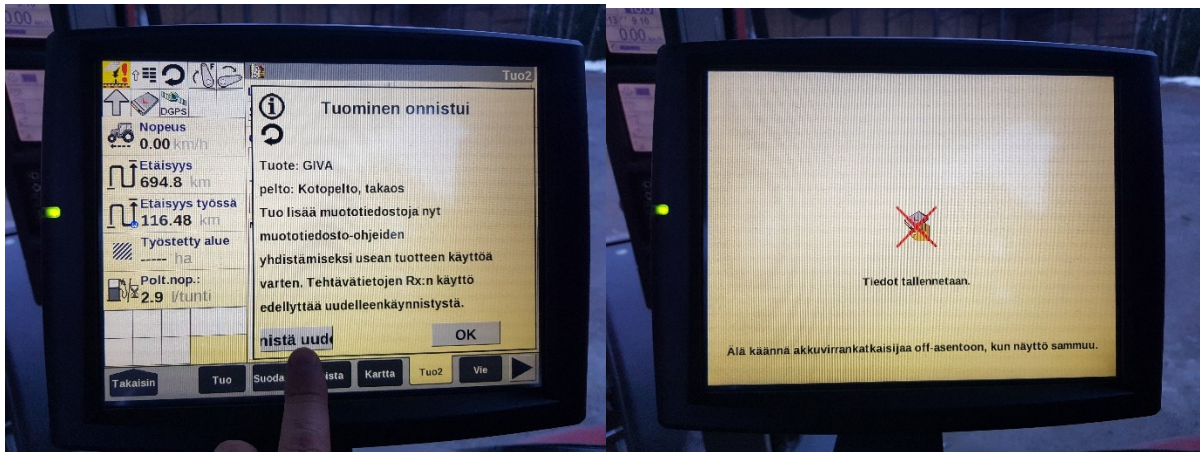 Tuo2
DGPS
Nopeus
0.00 km/h
Etäisyys
694.8 km
Etäisyys työssä
116.48 km
Työstetty alue
----- ha
Polt.nop.:
2.9 l/tunti
Tuominen onnistui
Tuote: GIVA
pelto: Kotopelto, takaos
Tuo lisää muototiedostoja nyt
muototiedosto-ohjeiden
yhdistämiseksi usean tuotteen käyttöä
varten. Tehtävätietojen Rx:n käyttö
edellyttää uudelleenkäynnistystä.
nistä uude
OK
Takaisin
Tuo
Suoda
ista
Kartta
Tuo2
Vie
0.00
Tiedot tallennetaan.
Älä käännä akkuvirrankatkaisijaa off-asentoon, kun näyttö sammuu.